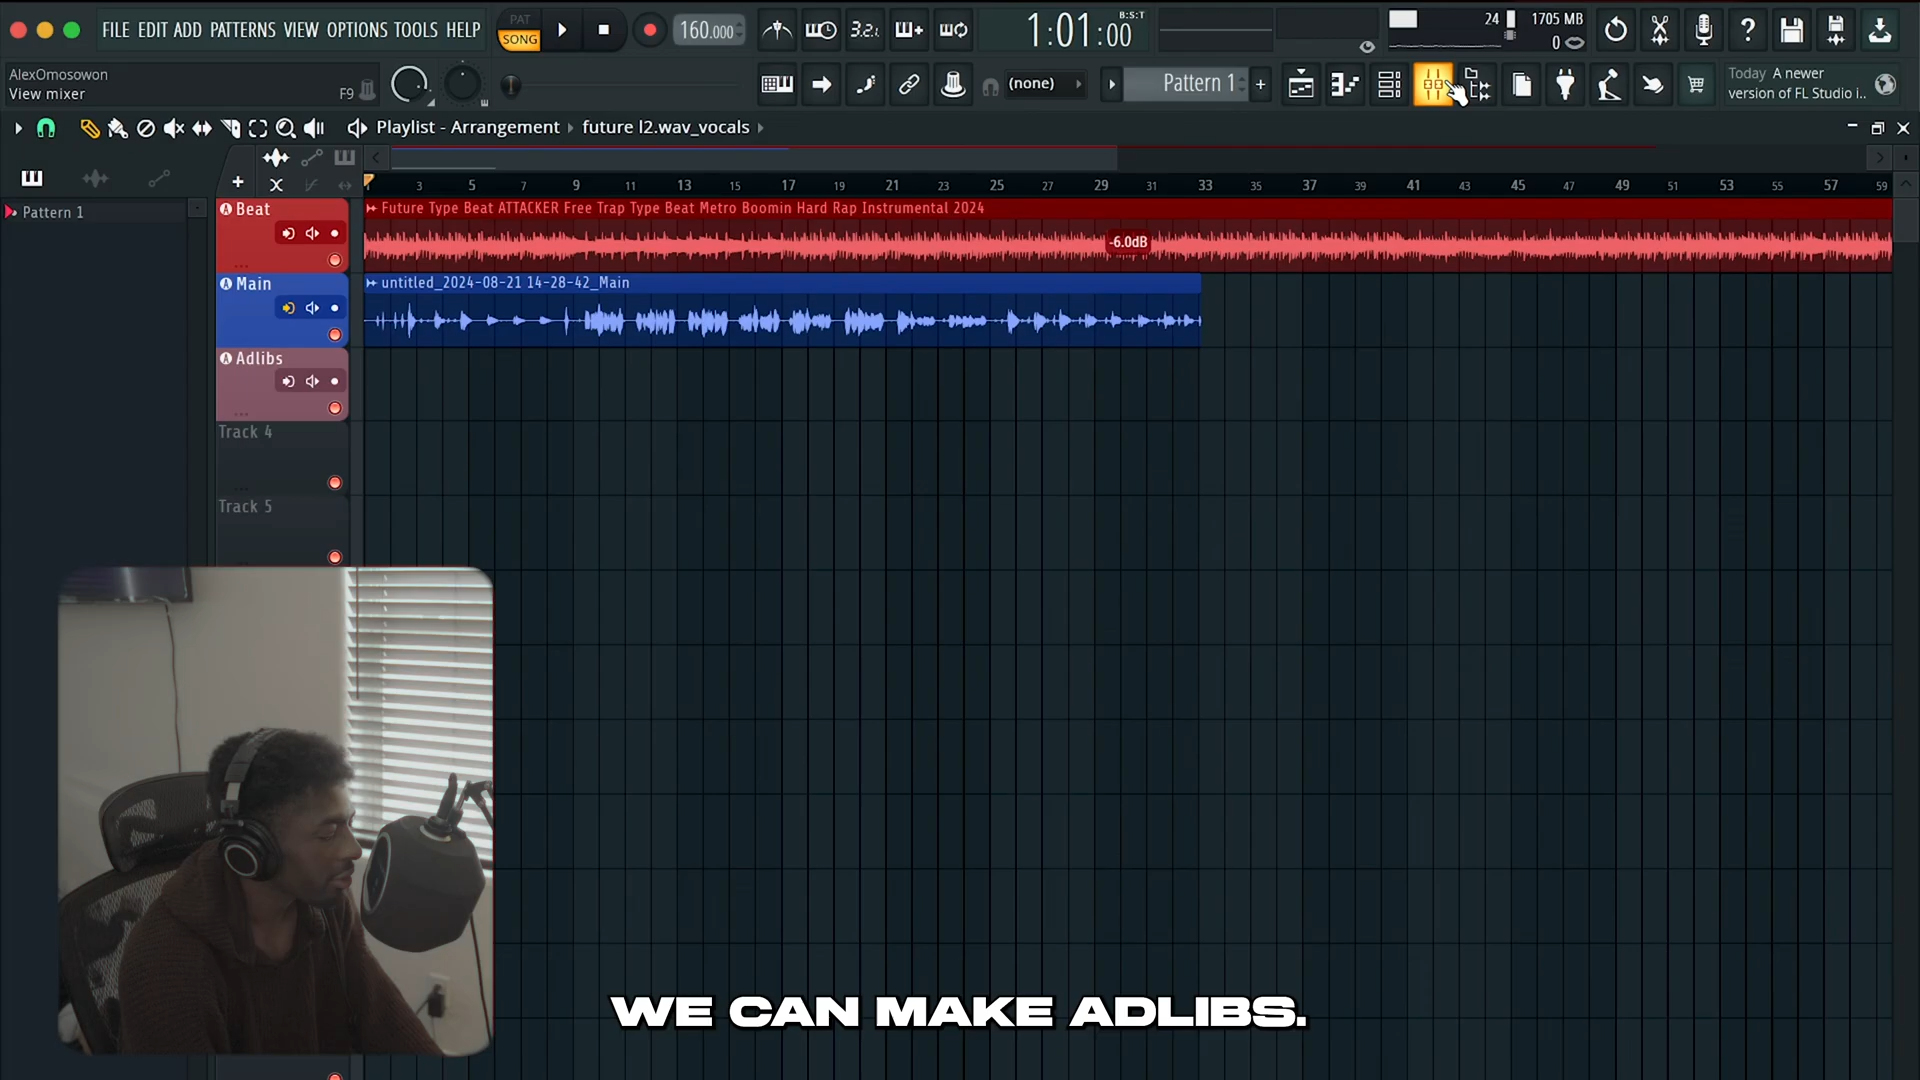 FILE EDIT ADD PATTERNS VIEW OPTIONS TOOLS HELP
PAT
SONG
160.000
3.2.
1:01:00
B:S:T
24
1705 MB
0
AlexOmosowon
View mixer
F9
(none)
Pattern 1
Today A newer
version of FL Studio i..
Playlist - Arrangement
future l2.wav_vocals
3 5 7 9 11 13 15 17 19 21 23 25 27 29 31 33 35 37 39 41 43 45 47 49 51 53 55 57 59
Pattern 1
Beat
Future Type Beat ATTACKER Free Trap Type Beat Metro Boomin Hard Rap Instrumental 2024
-6.0dB
Main
untitled_2024-08-21 14-28-42_Main
Adlibs
Track 4
Track 5
WE CAN MAKE ADLIBS.